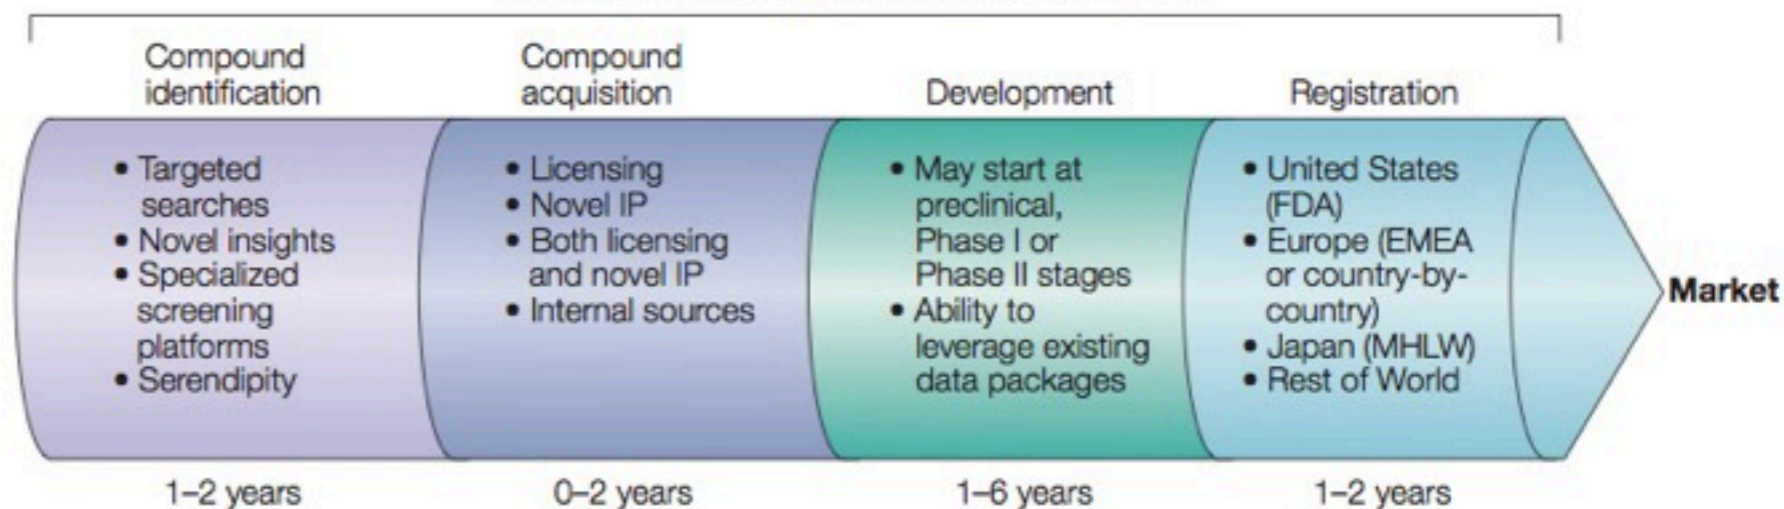 Compound
identification
Compound
acquisition
Development
Registration
• Targeted
searches
• Novel insights
• Specialized
screening
platforms
• Serendipity
• Licensing
• Novel IP
• Both licensing
and novel IP
• Internal sources
• May start at
preclinical,
Phase I or
Phase II stages
• Ability to
leverage existing
data packages
• United States
(FDA)
• Europe (EMEA
or country-by-
country)
• Japan (MHLW)
• Rest of World
Market
1–2 years
0–2 years
1–6 years
1–2 years